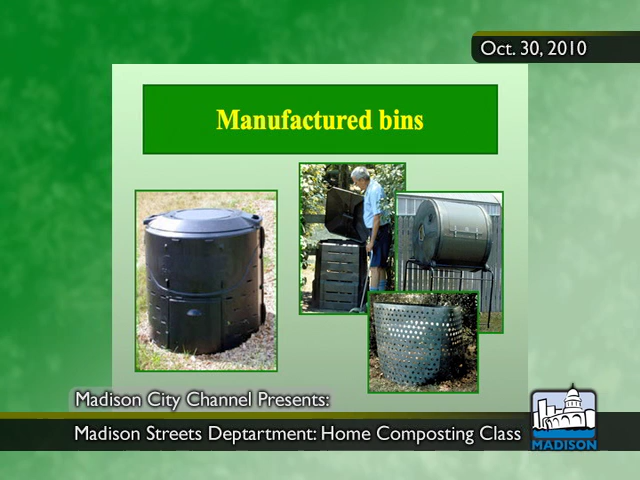 Oct. 30, 2010
Manufactured bins
Madison City Channel Presents:
Madison Streets Deptartment: Home Composting Class
MADISON